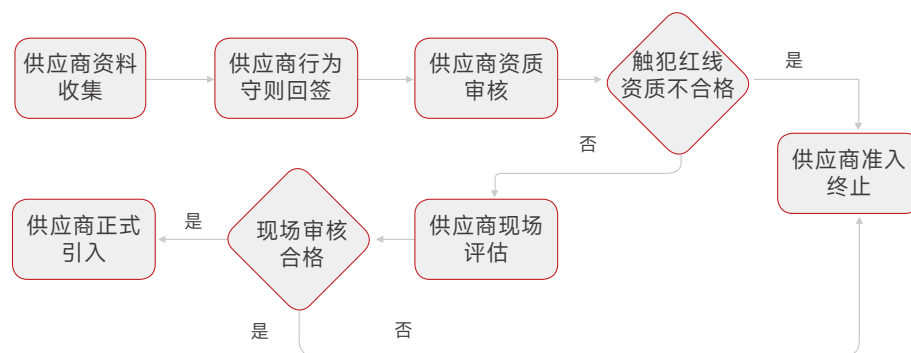 供应商资料
收集
供应商行为
守则回签
供应商资质
审核
触犯红线
资质不合格
是
否
供应商准入
终止
供应商正式
引入
是
现场审核
合格
供应商现场
评估
是
否